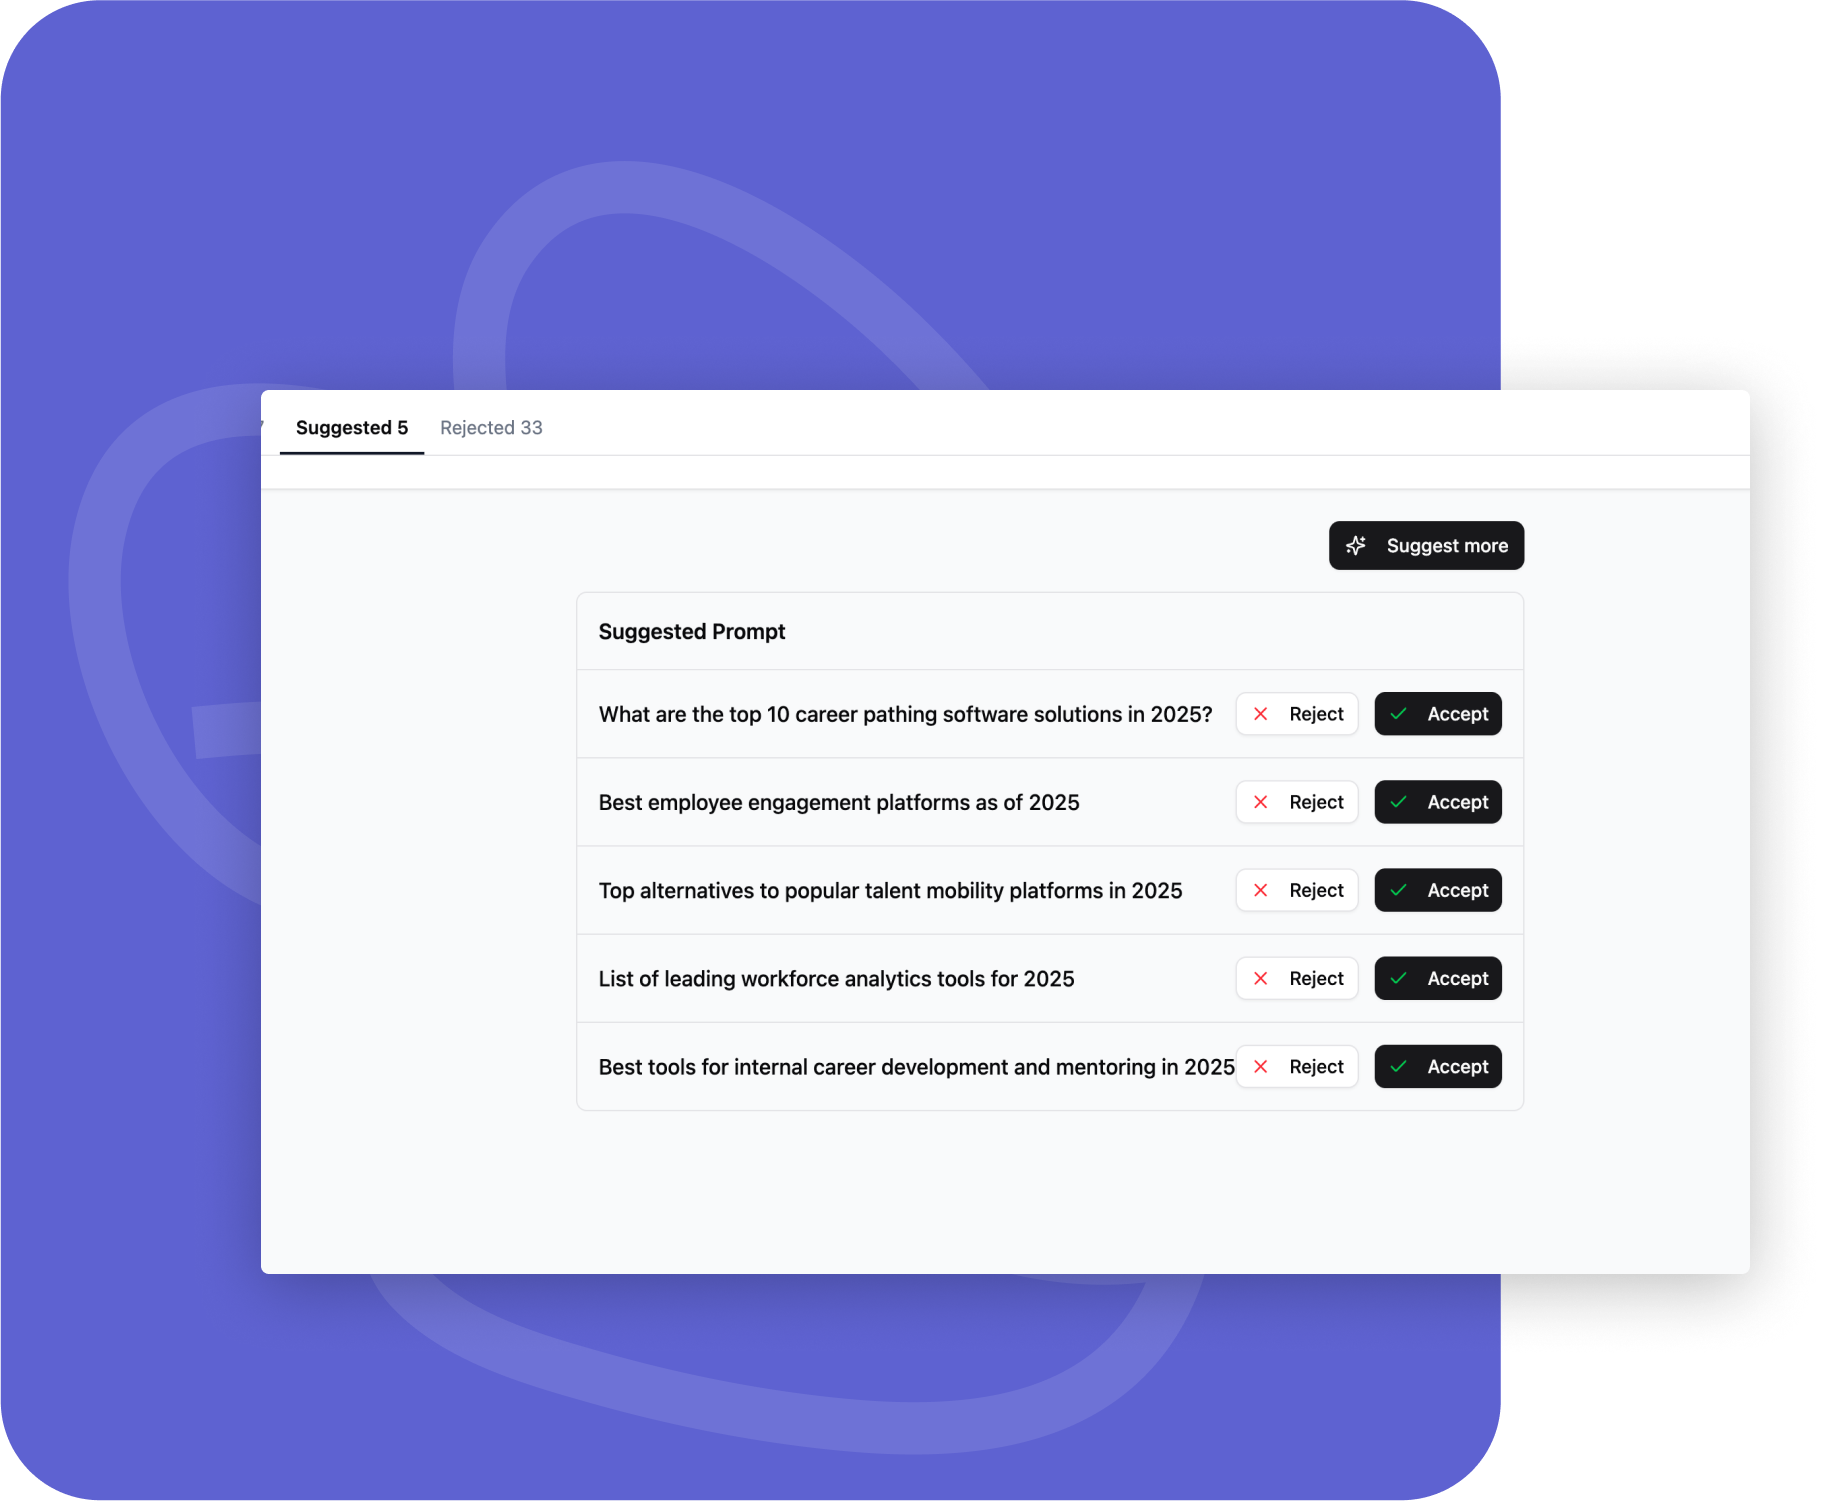 Suggested 5 Rejected 33
Suggest more
Suggested Prompt
What are the top 10 career pathing software solutions in 2025? Reject Accept
Best employee engagement platforms as of 2025 Reject Accept
Top alternatives to popular talent mobility platforms in 2025 Reject Accept
List of leading workforce analytics tools for 2025 Reject Accept
Best tools for internal career development and mentoring in 2025 Reject Accept